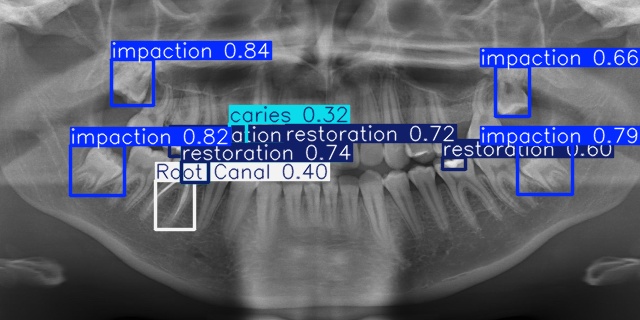 impaction 0.84
impaction 0.66
caries 0.32
impaction 0.82
ation
restoration 0.72
impaction 0.79
restoration 0.74
restoration 0.60
Root Canal 0.40